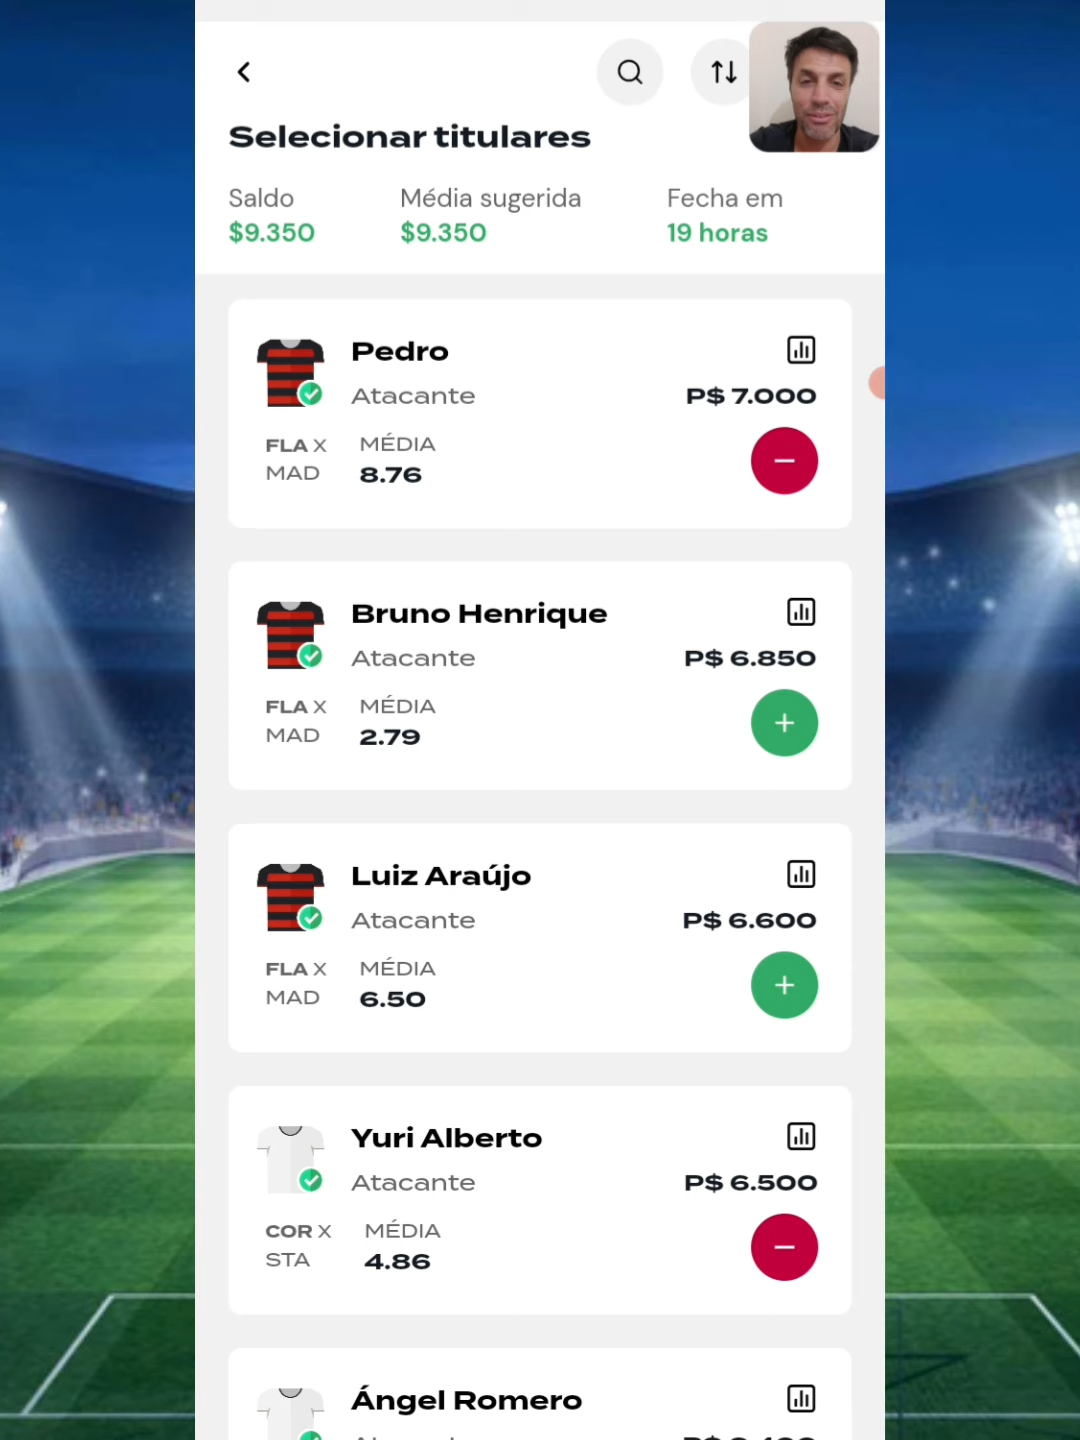 Selecionar titulares
Saldo
Média sugerida
Fecha em
$9.350
$9.350
19 horas
Pedro
Atacante
P$ 7.000
FLA X
MAD
MÉDIA
8.76
Bruno Henrique
Atacante
P$ 6.850
FLA X
MAD
MÉDIA
2.79
Luiz Araújo
Atacante
P$ 6.600
FLA X
MAD
MÉDIA
6.50
Yuri Alberto
Atacante
P$ 6.500
COR X
STA
MÉDIA
4.86
Ángel Romero